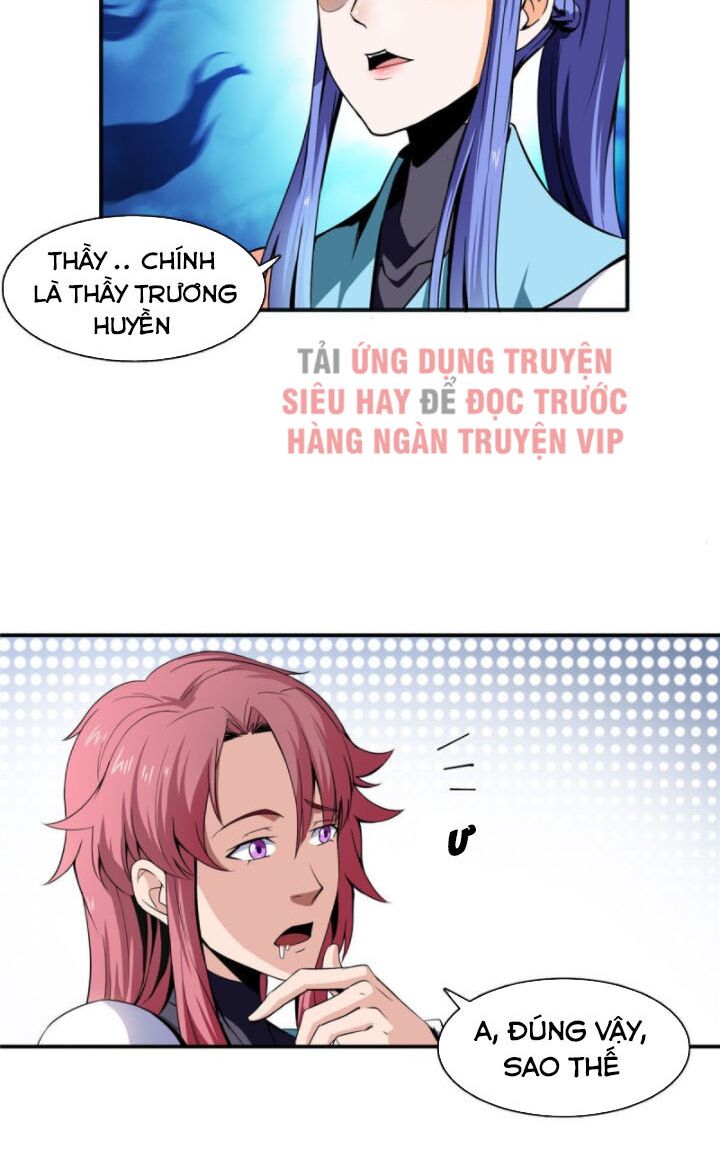 THẦY .. CHÍNH
LÀ THẦY TRƯƠNG
HUYỀN
TẢI ỨNG DỤNG TRUYỆN
SIÊU HAY ĐỂ ĐỌC TRƯỚC
HÀNG NGÀN TRUYỆN VIP
Ư
A, ĐÚNG VẬY,
SAO THẾ